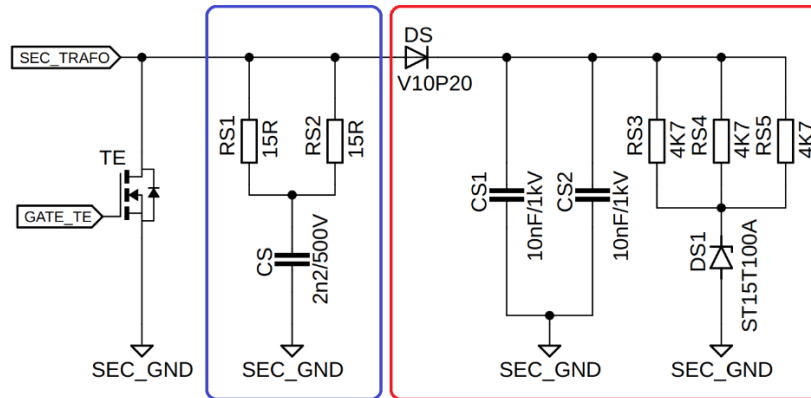 SEC_TRAFO
TE
GATE_TE
SEC_GND
RS1
15R
RS2
15R
CS
2n2/500V
SEC_GND
DS
V10P20
CS1
10nF/1kV
CS2
10nF/1kV
SEC_GND
RS3
4K7
RS4
4K7
RS5
4K7
DS1
ST15T100A
SEC_GND